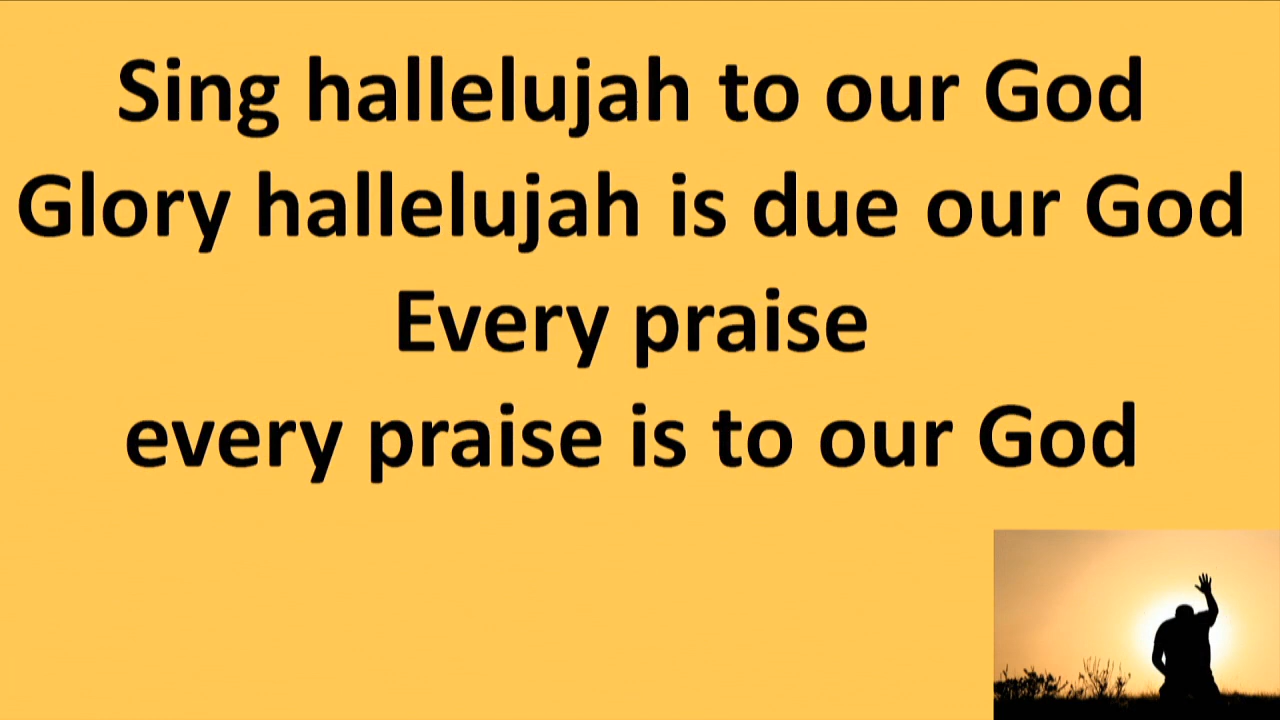 Sing hallelujah to our God
Glory hallelujah is due our God
Every praise
every praise is to our God